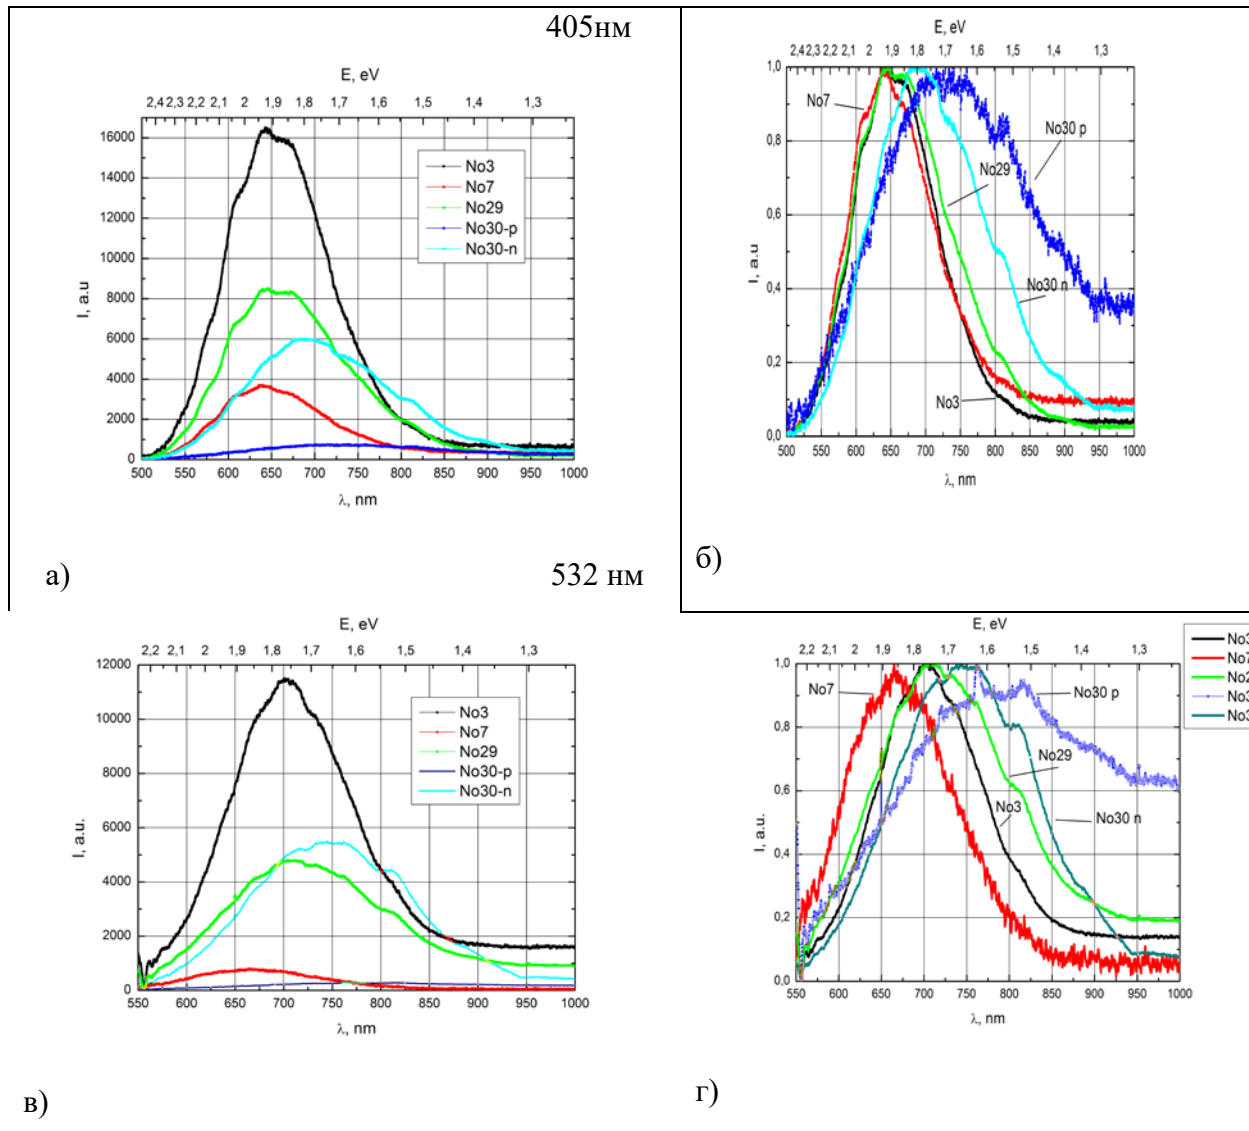 405нм
E, eV
2,4 2,3 2,2 2,1 2 1,9 1,8 1,7 1,6 1,5 1,4 1,3
16000
14000
12000
10000
8000
6000
4000
2000
0
I, a.u
No3
No7
No29
No30-p
No30-n
500 550 600 650 700 750 800 850 900 950 1000
λ, nm
а)
E, eV
2,4 2,3 2,2 2,1 2 1,9 1,8 1,7 1,6 1,5 1,4 1,3
1,0
0,8
0,6
0,4
0,2
0,0
I, a.u
No7
No30 p
No29
No30 n
No3
500 550 600 650 700 750 800 850 900 950 1000
λ, nm
б)
532 нм
E, eV
2,2 2,1 2 1,9 1,8 1,7 1,6 1,5 1,4 1,3
12000
10000
8000
6000
4000
2000
0
I, a.u.
No3
No7
No29
No30-p
No30-n
550 600 650 700 750 800 850 900 950 1000
λ, nm
в)
E, eV
2,2 2,1 2 1,9 1,8 1,7 1,6 1,5 1,4 1,3
1,0
0,8
0,6
0,4
0,2
0,0
I, a.u.
No7
No30 p
No29
No3
No30 n
No3
No7
No2
No3
No3
550 600 650 700 750 800 850 900 950 1000
λ, nm
г)